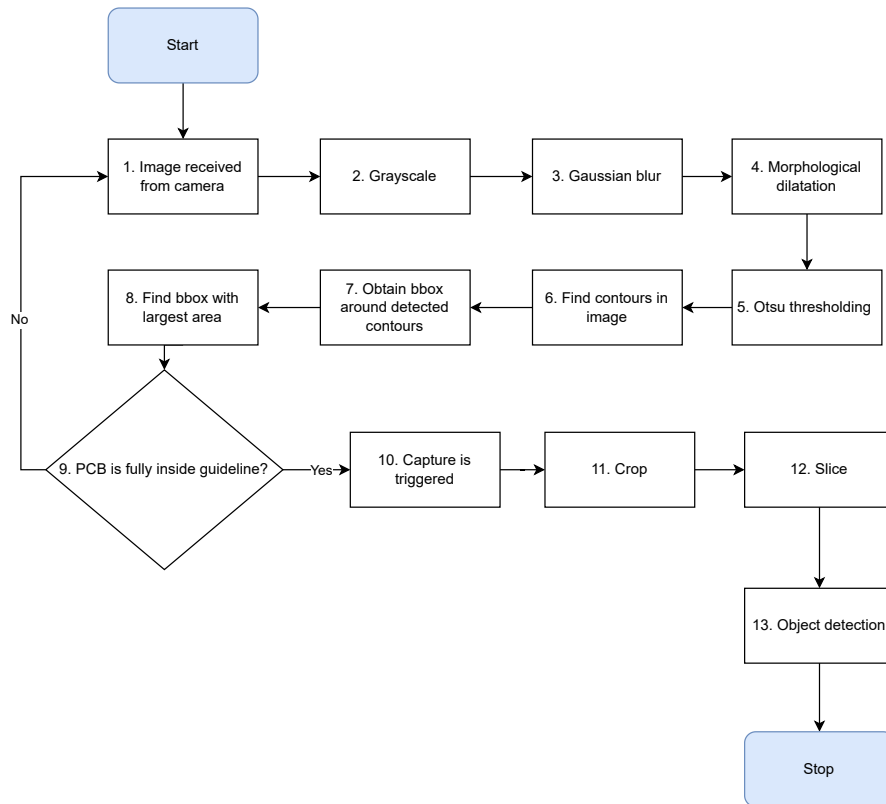 Start
1. Image received
from camera
2. Grayscale
3. Gaussian blur
4. Morphological
dilatation
8. Find bbox with
largest area
7. Obtain bbox
around detected
contours
6. Find contours in
image
5. Otsu thresholding
No
9. PCB is fully inside guideline?
Yes
10. Capture is
triggered
11. Crop
12. Slice
13. Object detection
Stop